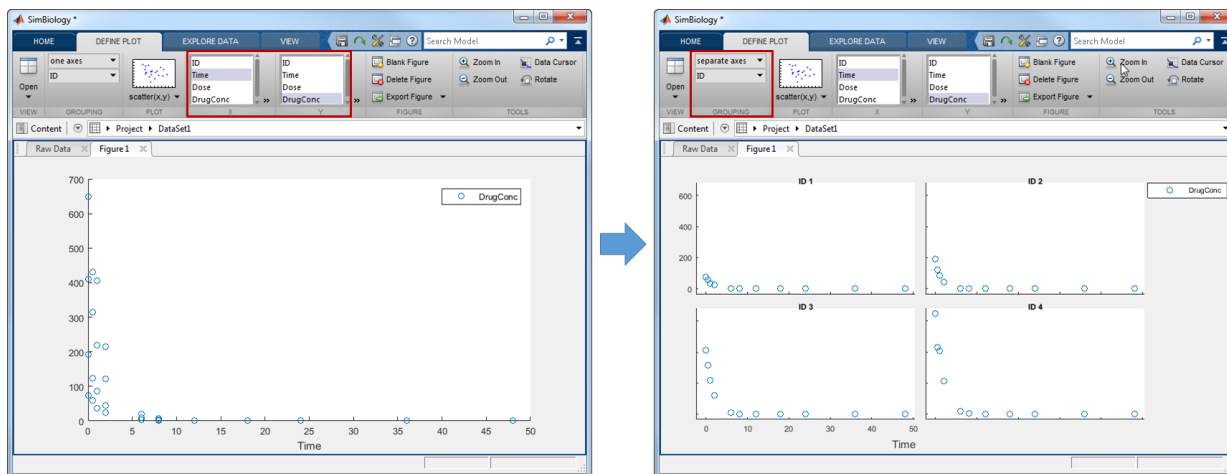 SimBiology *
HOME DEFINE PLOT EXPLORE DATA VIEW Search Model
one axes
ID
Open
scatter(x,y)
ID
Time
Dose
DrugConc
»
ID
Time
Dose
DrugConc
»
Blank Figure
Delete Figure
Export Figure
Zoom In
Zoom Out
Data Cursor
Rotate
VIEW GROUPING PLOT X Y FIGURE TOOLS
Content Project DataSet1
Raw Data Figure 1
700
600
500
400
300
200
100
0
DrugConc
0 5 10 15 20 25 30 35 40 45 50
Time
SimBiology *
HOME DEFINE PLOT EXPLORE DATA VIEW Search Model
separate axes
ID
Open
scatter(x,y)
ID
Time
Dose
DrugConc
»
ID
Time
Dose
DrugConc
»
Blank Figure
Delete Figure
Export Figure
Zoom In
Zoom Out
Data Cursor
Rotate
VIEW GROUPING PLOT X Y FIGURE TOOLS
Content Project DataSet1
Raw Data Figure 1
ID 1 ID 2
DrugConc
600
400
200
0
ID 3 ID 4
0 10 20 30 40 50
Time